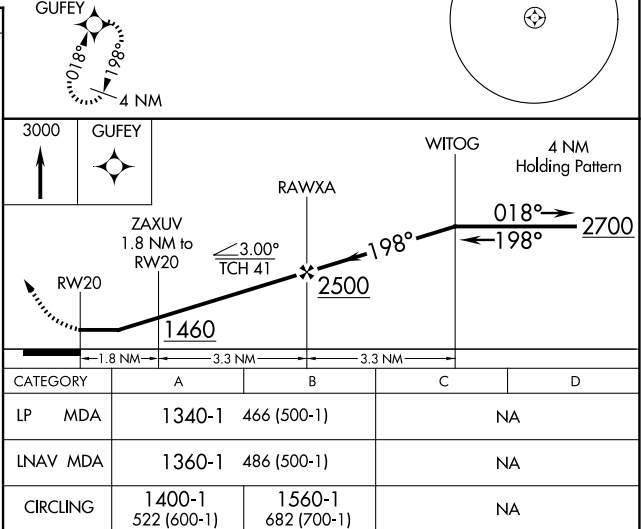 GUFEY
018°
198°
4 NM
3000
GUFEY
WITOG
4 NM
Holding Pattern
RAWXA
018°
198°
2700
ZAXUV
1.8 NM to
RW20
3.00°
TCH 41
198°
RW20
2500
1460
1.8 NM
3.3 NM
3.3 NM
CATEGORY A B C D
LP MDA 1340-1 466 (500-1) NA
LNAV MDA 1360-1 486 (500-1) NA
CIRCLING 1400-1 1560-1 NA
522 (600-1) 682 (700-1)